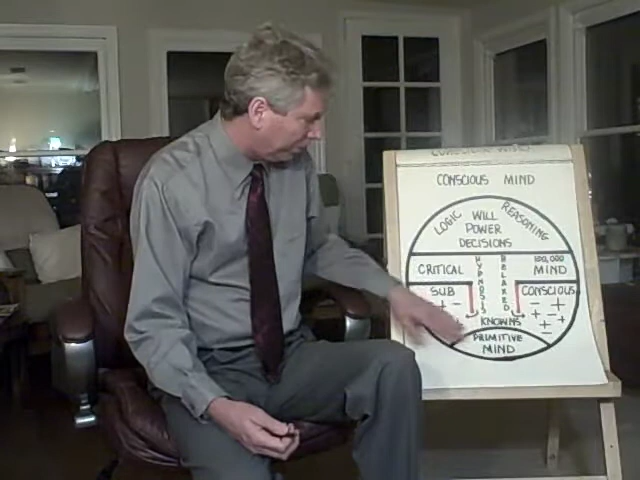 CONSCIOUS MIND
LOGIC WILL REASONING
POWER
DECISIONS
CRITICAL HYPNOSIS RELAXED 100,000 MIND
SUB CONSCIOUS
+ - - +
KNOWNS
PRIMITIVE
MIND